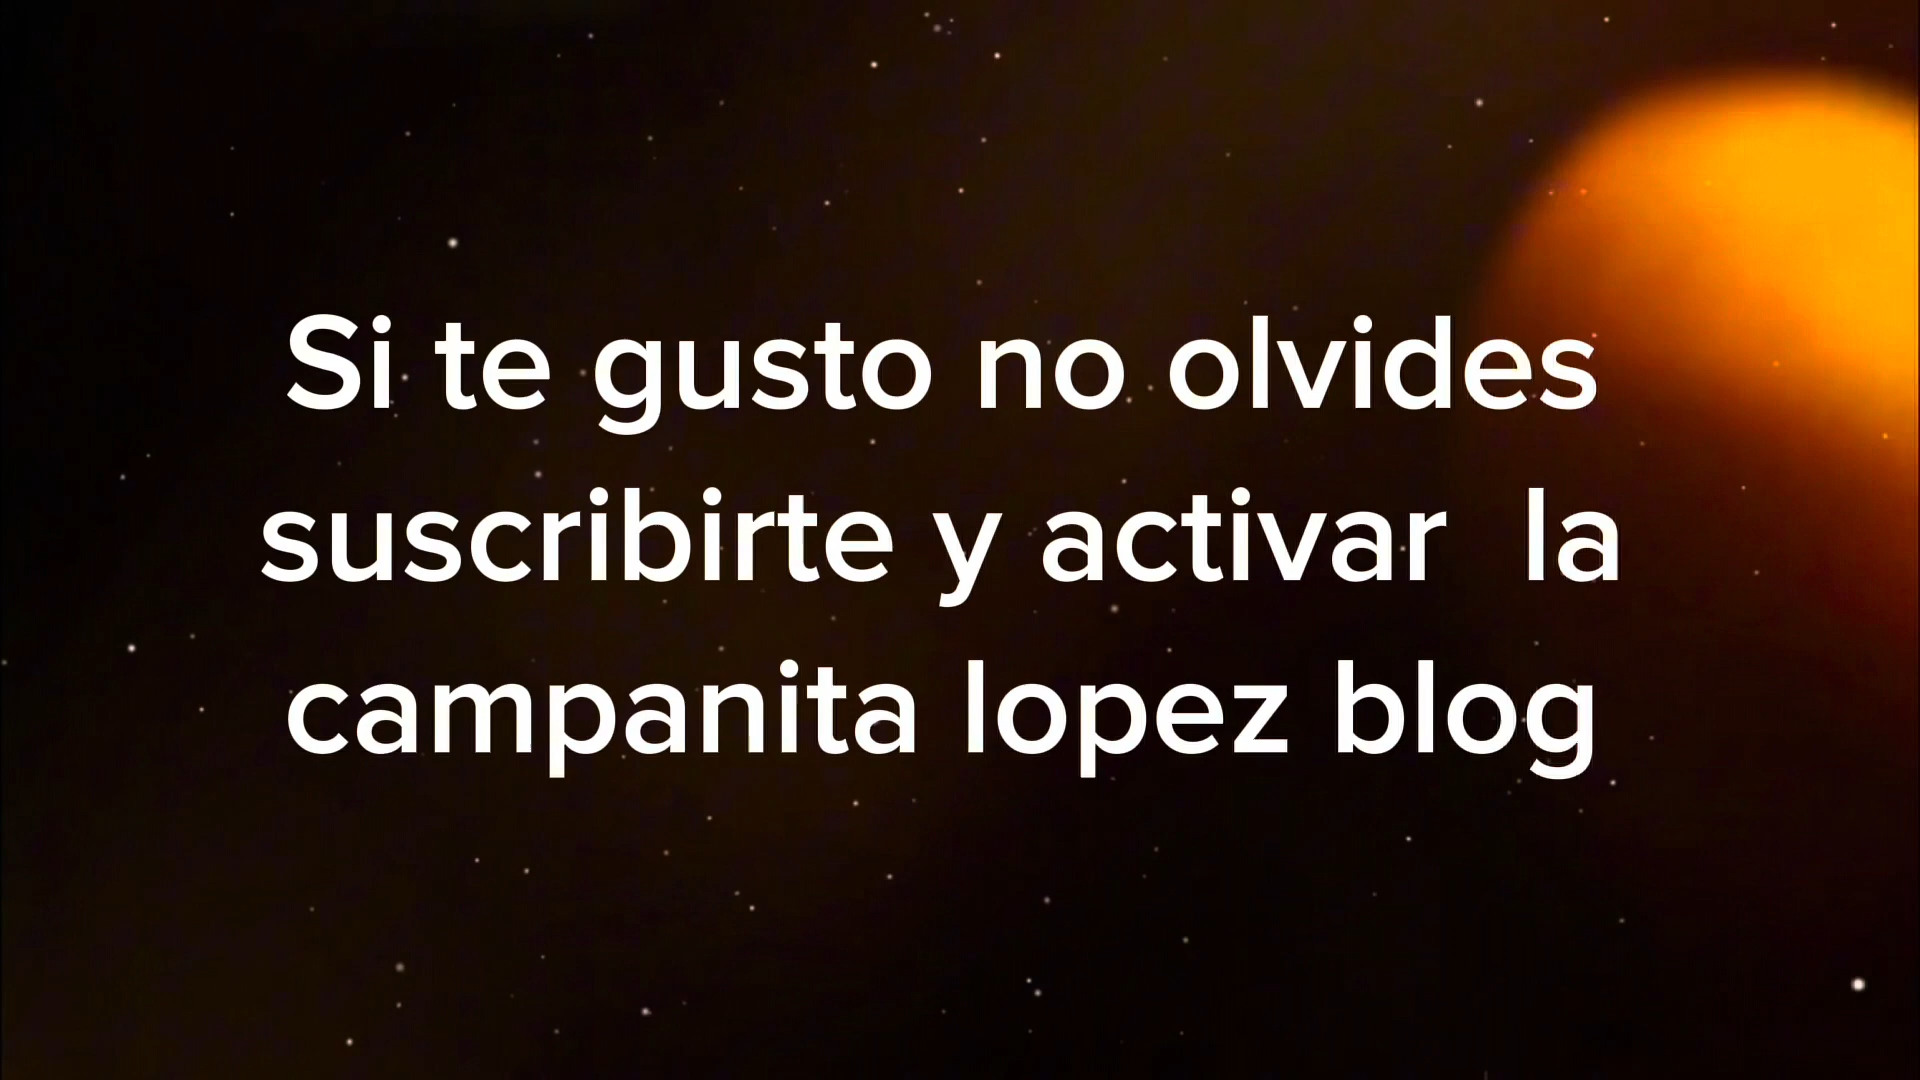 Si te gusto no olvides
suscribirte y activar  la
campanita lopez blog